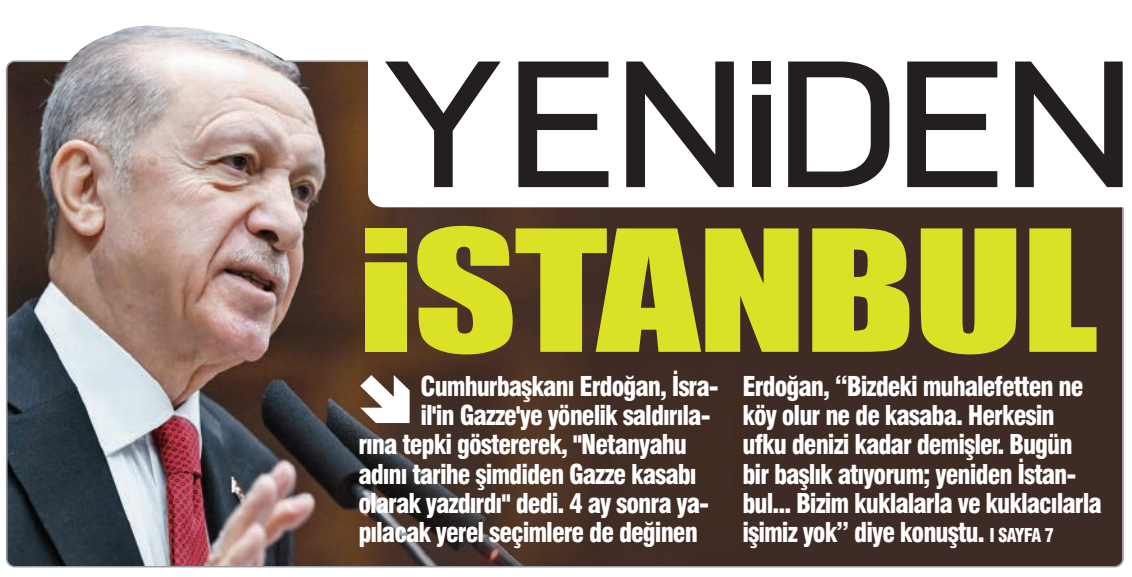 YENiDEN
iSTANBUL
Cumhurbaşkanı Erdoğan, İsra-
il'in Gazze'ye yönelik saldırıla-
rına tepki göstererek, "Netanyahu
adını tarihe şimdiden Gazze kasabı
olarak yazdırdı" dedi. 4 ay sonra ya-
pılacak yerel seçimlere de değinen
Erdoğan, “Bizdeki muhalefetten ne
köy olur ne de kasaba. Herkesin
ufku denizi kadar demişler. Bugün
bir başlık atıyorum; yeniden İstan-
bul... Bizim kuklalarla ve kuklacılarla
işimiz yok” diye konuştu. I SAYFA 7